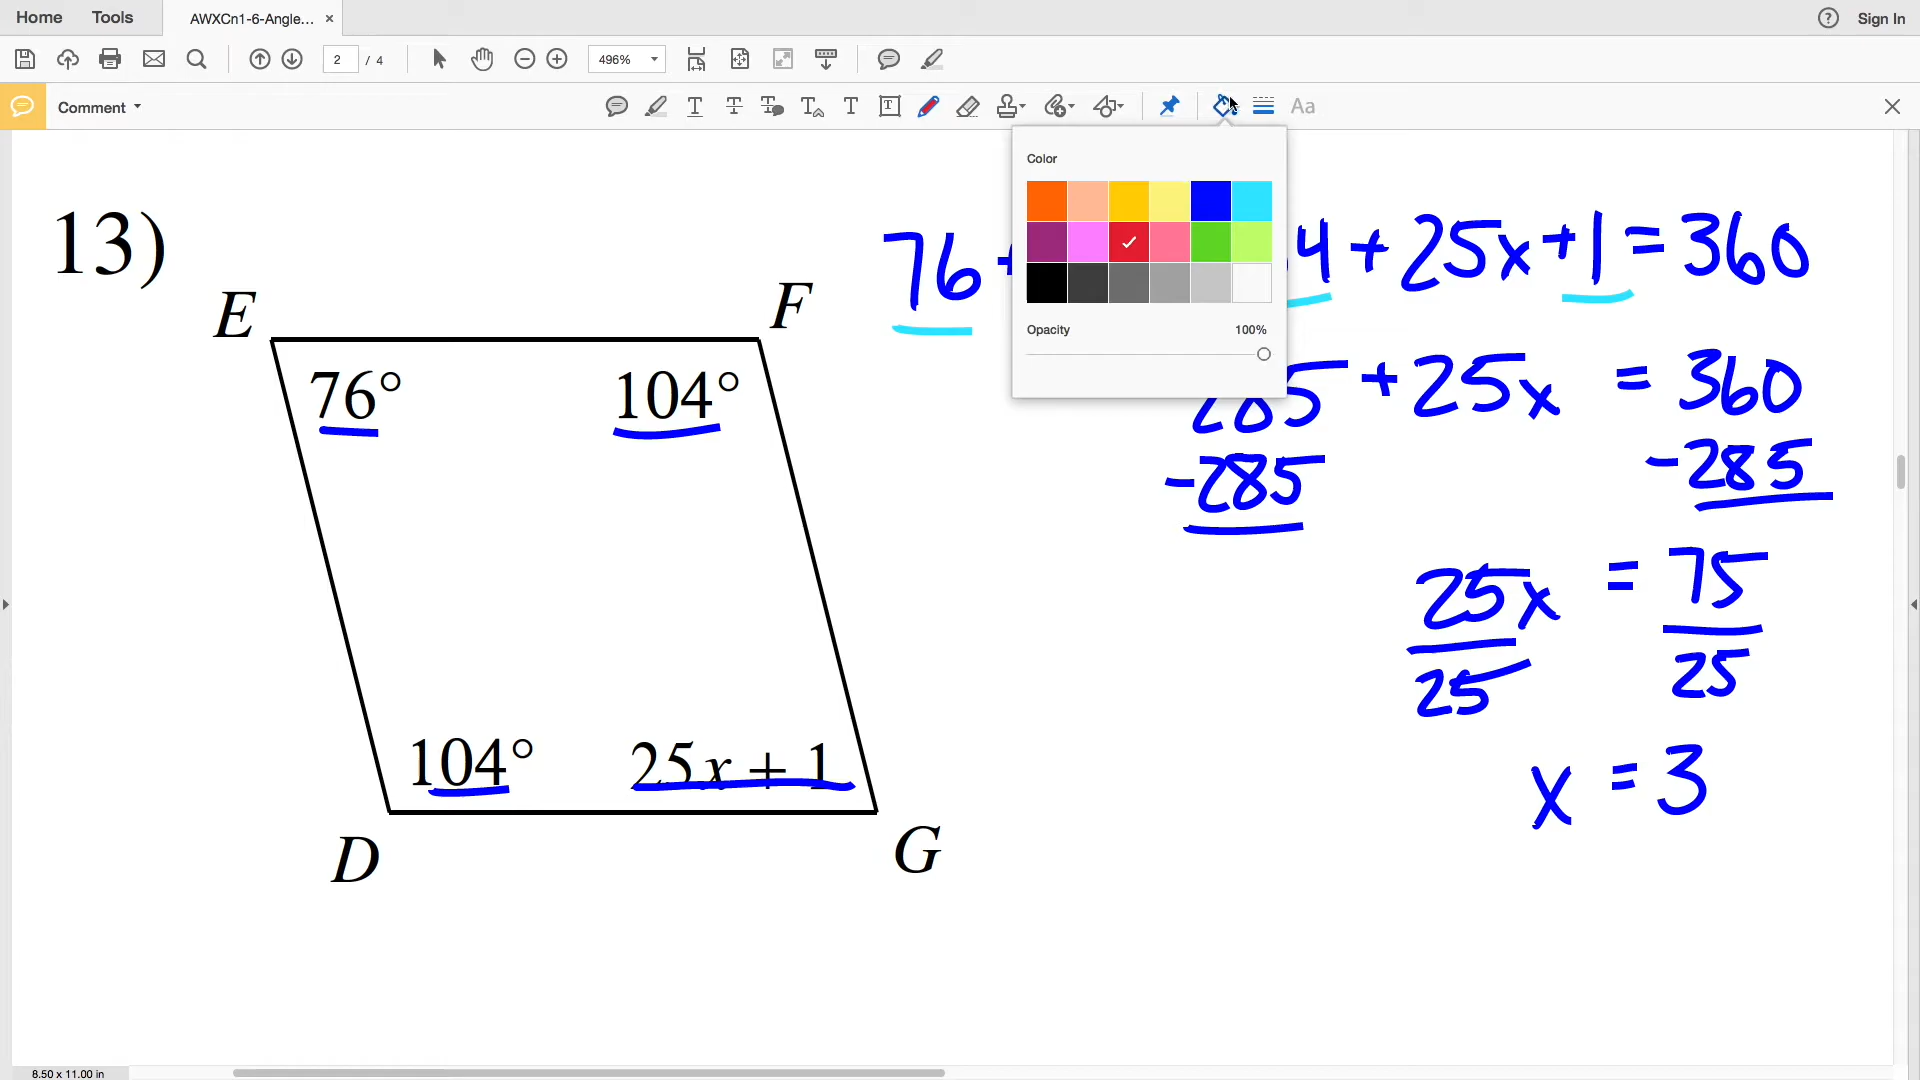 Home Tools AWXCn1-6-Angle... × ? Sign In
2 / 4 496%
Comment Aa
Color
Opacity 100%
13)
E F
76° 104°
104° 25x + 1
D G
76 + 4 + 25x + 1 = 360
285 + 25x = 360
-285 -285
25x = 75
25 25
x = 3
8.50 x 11.00 in